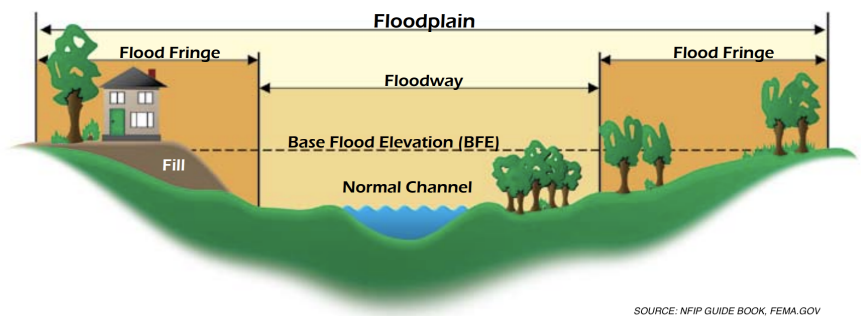 Floodplain
Flood Fringe
Flood Fringe
Floodway
Base Flood Elevation (BFE)
Fill
Normal Channel
SOURCE: NFIP GUIDE BOOK, FEMA.GOV